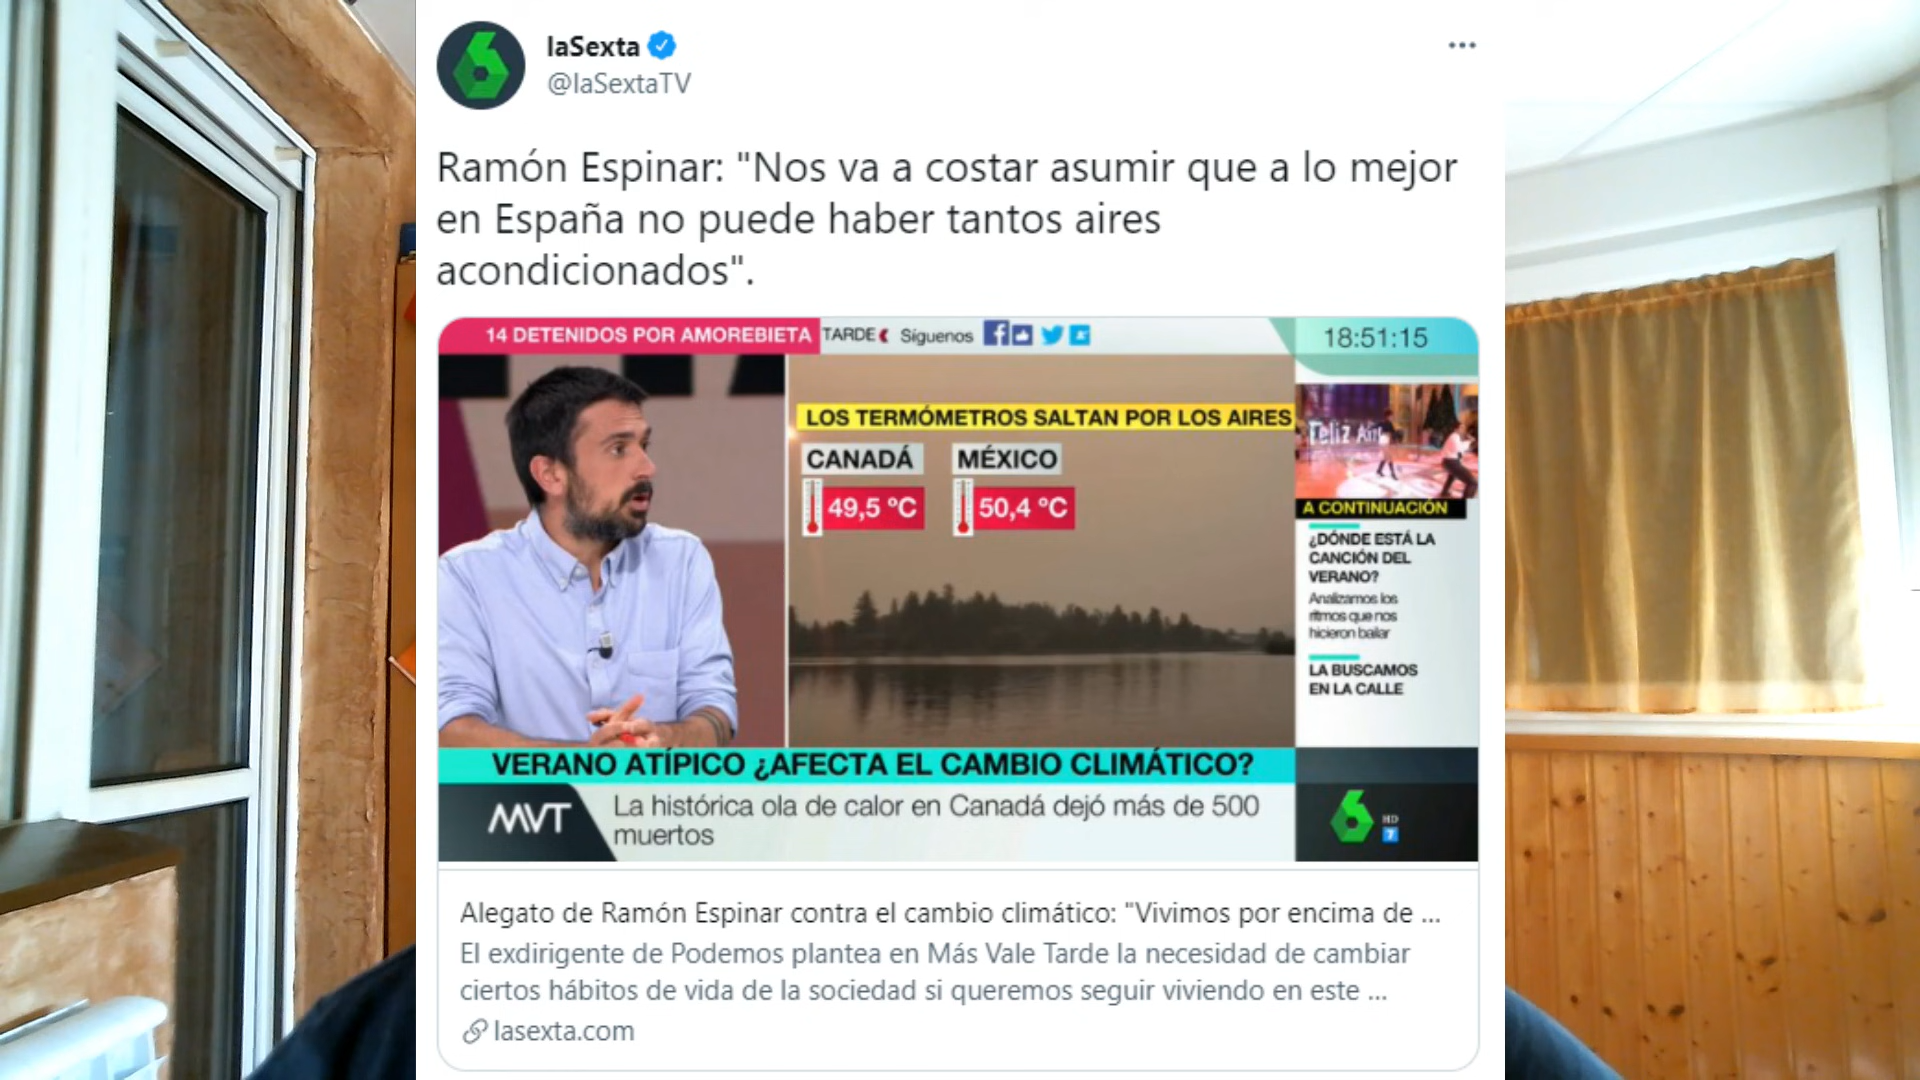 laSexta
@laSextaTV
Ramón Espinar: "Nos va a costar asumir que a lo mejor
en España no puede haber tantos aires
acondicionados".
14 DETENIDOS POR AMOREBIETA
TARDE
Síguenos
18:51:15
LOS TERMÓMETROS SALTAN POR LOS AIRES
CANADÁ
MÉXICO
49,5 ºC
50,4 ºC
Feliz
A CONTINUACIÓN
¿DÓNDE ESTÁ LA
CANCIÓN DEL
VERANO?
Analizamos los
ritmos que nos
hicieron bailar
LA BUSCAMOS
EN LA CALLE
VERANO ATÍPICO ¿AFECTA EL CAMBIO CLIMÁTICO?
MVT
La histórica ola de calor en Canadá dejó más de 500
muertos
HD
7
Alegato de Ramón Espinar contra el cambio climático: "Vivimos por encima de ...
El exdirigente de Podemos plantea en Más Vale Tarde la necesidad de cambiar
ciertos hábitos de vida de la sociedad si queremos seguir viviendo en este ...
lasexta.com